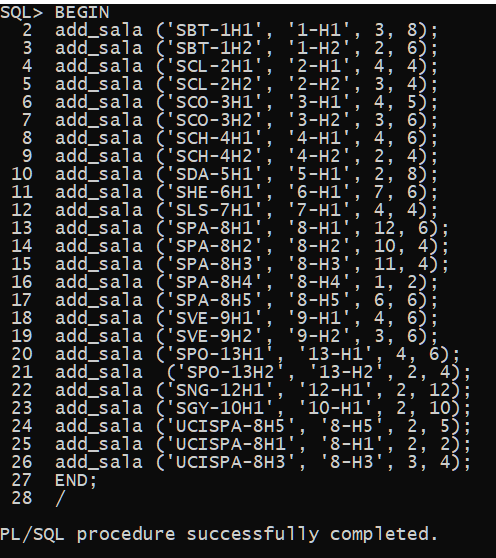 SQL> BEGIN
2 add_sala ('SBT-1H1', '1-H1', 3, 8);
3 add_sala ('SBT-1H2', '1-H2', 2, 6);
4 add_sala ('SCL-2H1', '2-H1', 4, 4);
5 add_sala ('SCL-2H2', '2-H2', 3, 4);
6 add_sala ('SCO-3H1', '3-H1', 4, 5);
7 add_sala ('SCO-3H2', '3-H2', 3, 6);
8 add_sala ('SCH-4H1', '4-H1', 4, 6);
9 add_sala ('SCH-4H2', '4-H2', 2, 4);
10 add_sala ('SDA-5H1', '5-H1', 2, 8);
11 add_sala ('SHE-6H1', '6-H1', 7, 6);
12 add_sala ('SLS-7H1', '7-H1', 4, 4);
13 add_sala ('SPA-8H1', '8-H1', 12, 6);
14 add_sala ('SPA-8H2', '8-H2', 10, 4);
15 add_sala ('SPA-8H3', '8-H3', 11, 4);
16 add_sala ('SPA-8H4', '8-H4', 1, 2);
17 add_sala ('SPA-8H5', '8-H5', 6, 6);
18 add_sala ('SVE-9H1', '9-H1', 4, 6);
19 add_sala ('SVE-9H2', '9-H2', 3, 6);
20 add_sala ('SPO-13H1', '13-H1', 4, 6);
21 add_sala  ('SPO-13H2', '13-H2', 2, 4);
22 add_sala ('SNG-12H1', '12-H1', 2, 12);
23 add_sala ('SGY-10H1', '10-H1', 2, 10);
24 add_sala ('UCISPA-8H5', '8-H5', 2, 5);
25 add_sala ('UCISPA-8H1', '8-H1', 2, 2);
26 add_sala ('UCISPA-8H3', '8-H3', 3, 4);
27 END;
28 /
PL/SQL procedure successfully completed.